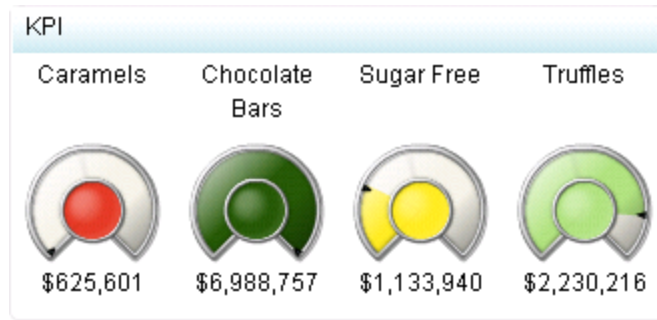 KPI
Caramels
Chocolate
Bars
Sugar Free
Truffles
$625,601
$6,988,757
$1,133,940
$2,230,216